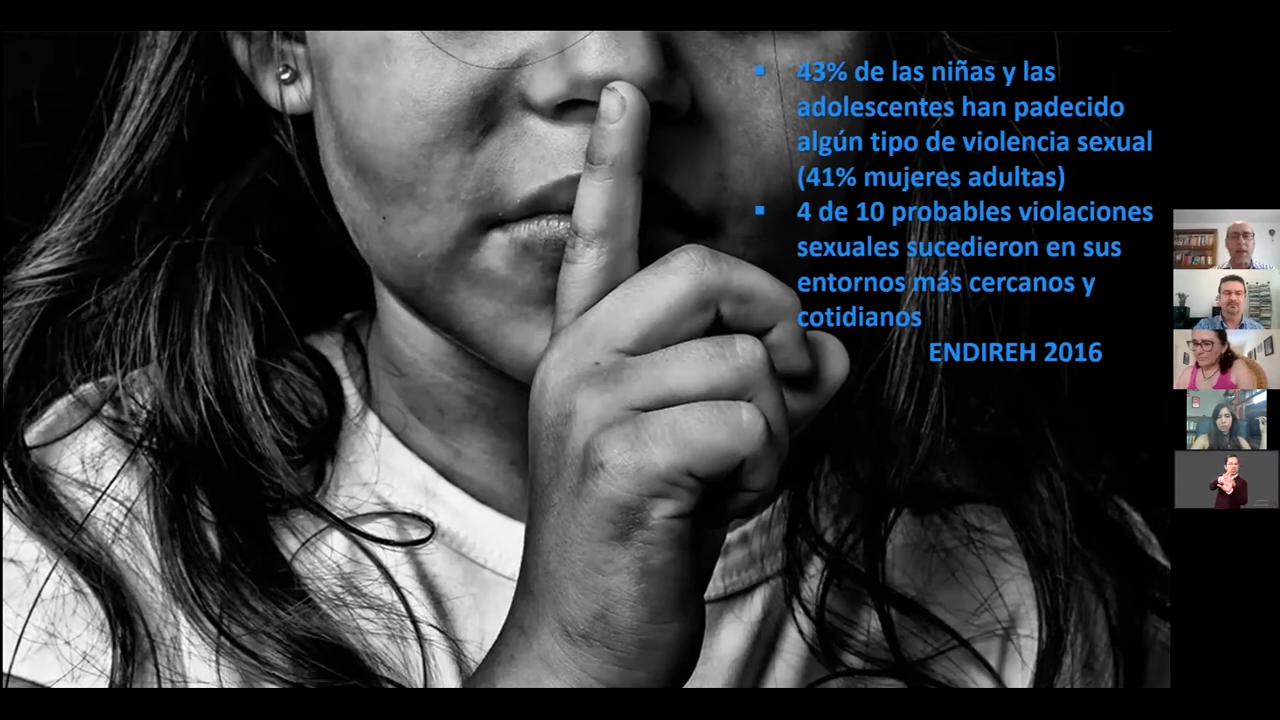 43% de las niñas y las
adolescentes han padecido
algún tipo de violencia sexual
(41% mujeres adultas)
4 de 10 probables violaciones
sexuales sucedieron en sus
entornos más cercanos y
cotidianos
ENDIREH 2016